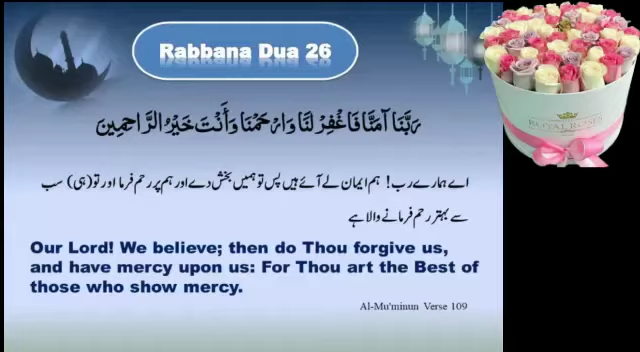 Rabbana Dua 26
رَبَّنَا آمَنَّا فَاغْفِرْ لَنَا وَارْحَمْنَا وَأَنْتَ خَيْرُ الرَّاحِمِينَ
اے ہمارے رب! ہم ایمان لے آئے ہیں پس تو ہمیں بخش دے اور ہم پر رحم فرما اور تو (ہی) سب
سے بہتر رحم فرمانے والا ہے
Our Lord! We believe; then do Thou forgive us,
and have mercy upon us: For Thou art the Best of
those who show mercy.
Al-Mu'minun Verse 109
ROYAL ROSES